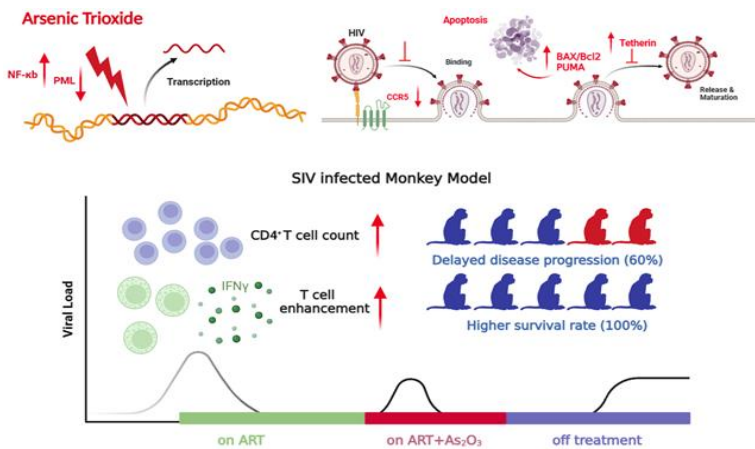 Arsenic Trioxide
NF-κb
PML
Transcription
HIV
CCR5
Binding
Apoptosis
BAX/Bcl2
PUMA
Tetherin
Release &
Maturation
SIV infected Monkey Model
Viral Load
CD4⁺T cell count
IFNγ
T cell
enhancement
Delayed disease progression (60%)
Higher survival rate (100%)
on ART
on ART+As₂O₃
off treatment